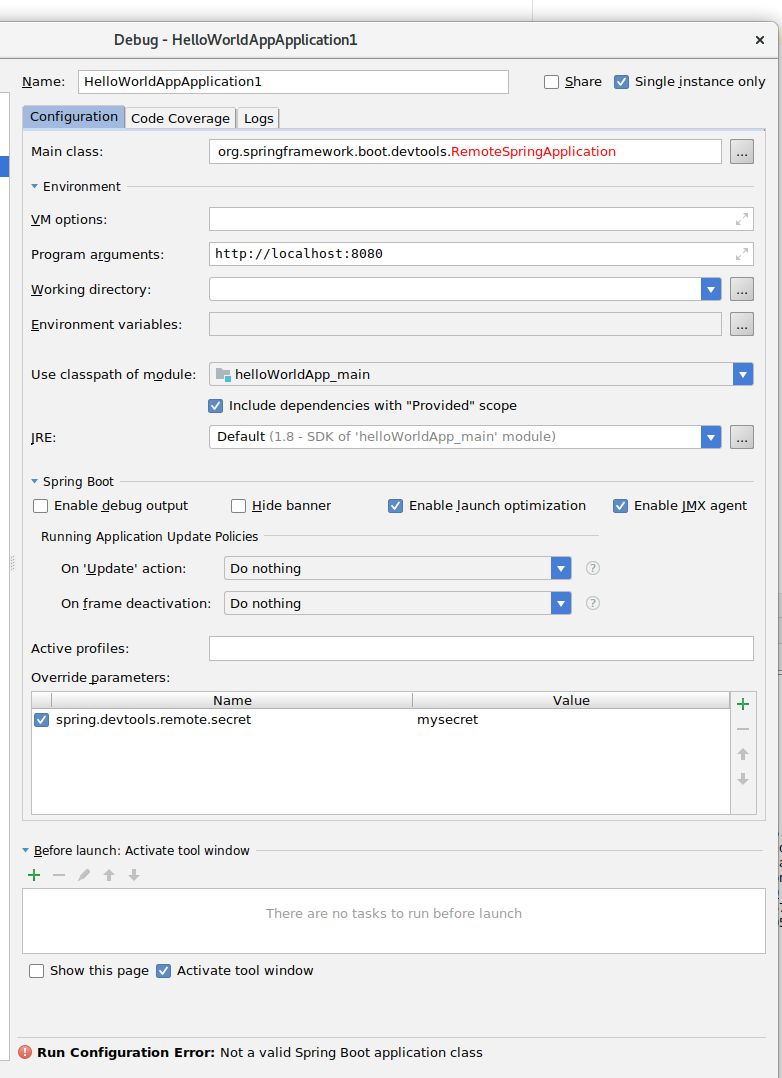 Debug - HelloWorldAppApplication1 ×
Name: HelloWorldAppApplication1 Share Single instance only
Configuration Code Coverage Logs
Main class: org.springframework.boot.devtools.RemoteSpringApplication ...
Environment
VM options:
Program arguments: http://localhost:8080
Working directory: ...
Environment variables: ...
Use classpath of module: helloWorldApp_main
Include dependencies with "Provided" scope
JRE: Default (1.8 - SDK of 'helloWorldApp_main' module) ...
Spring Boot
Enable debug output Hide banner Enable launch optimization Enable JMX agent
Running Application Update Policies
On 'Update' action: Do nothing ?
On frame deactivation: Do nothing ?
Active profiles:
Override parameters:
Name Value
spring.devtools.remote.secret mysecret
Before launch: Activate tool window
There are no tasks to run before launch
Show this page Activate tool window
Run Configuration Error: Not a valid Spring Boot application class